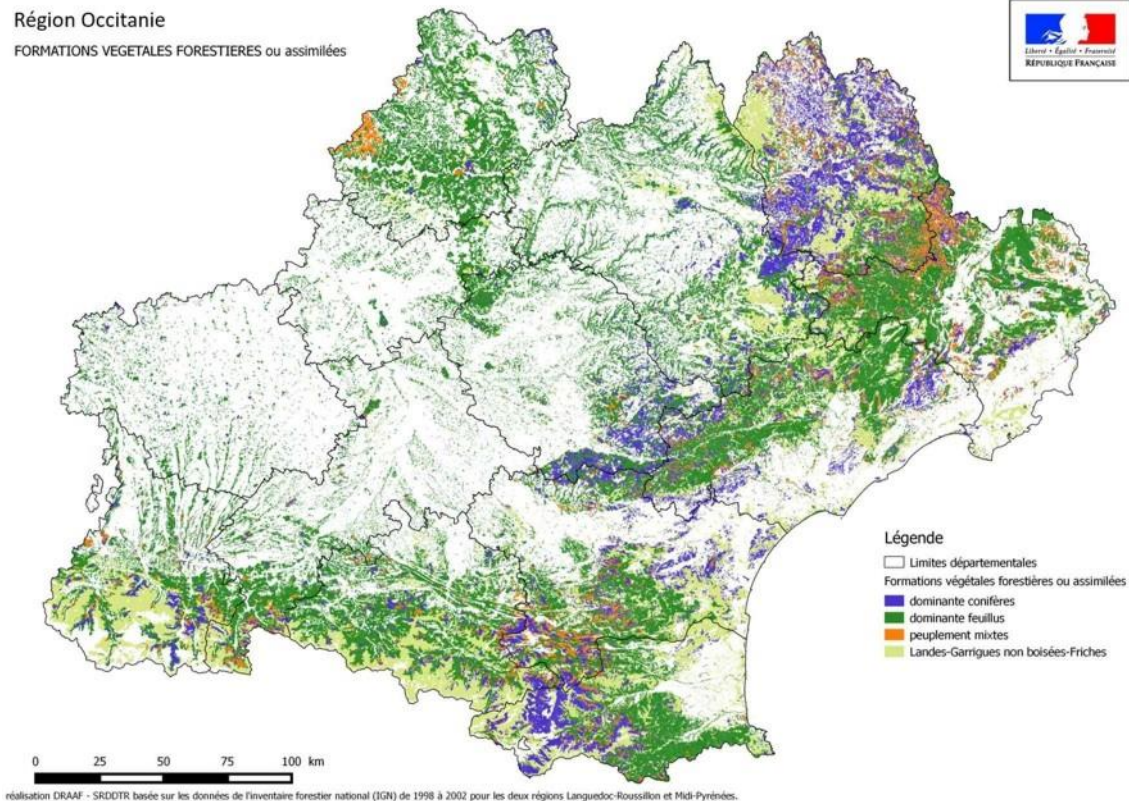 Région Occitanie
FORMATIONS VEGETALES FORESTIERES ou assimilées
Liberté • Égalité • Fraternité
RÉPUBLIQUE FRANÇAISE
Légende
Limites départementales
Formations végétales forestières ou assimilées
dominante conifères
dominante feuillus
peuplement mixtes
Landes-Garrigues non boisées-Friches
0 25 50 75 100 km
réalisation DRAAF - SRDDTR basée sur les données de l'inventaire forestier national (IGN) de 1998 à 2002 pour les deux régions Languedoc-Roussillon et Midi-Pyrénées.